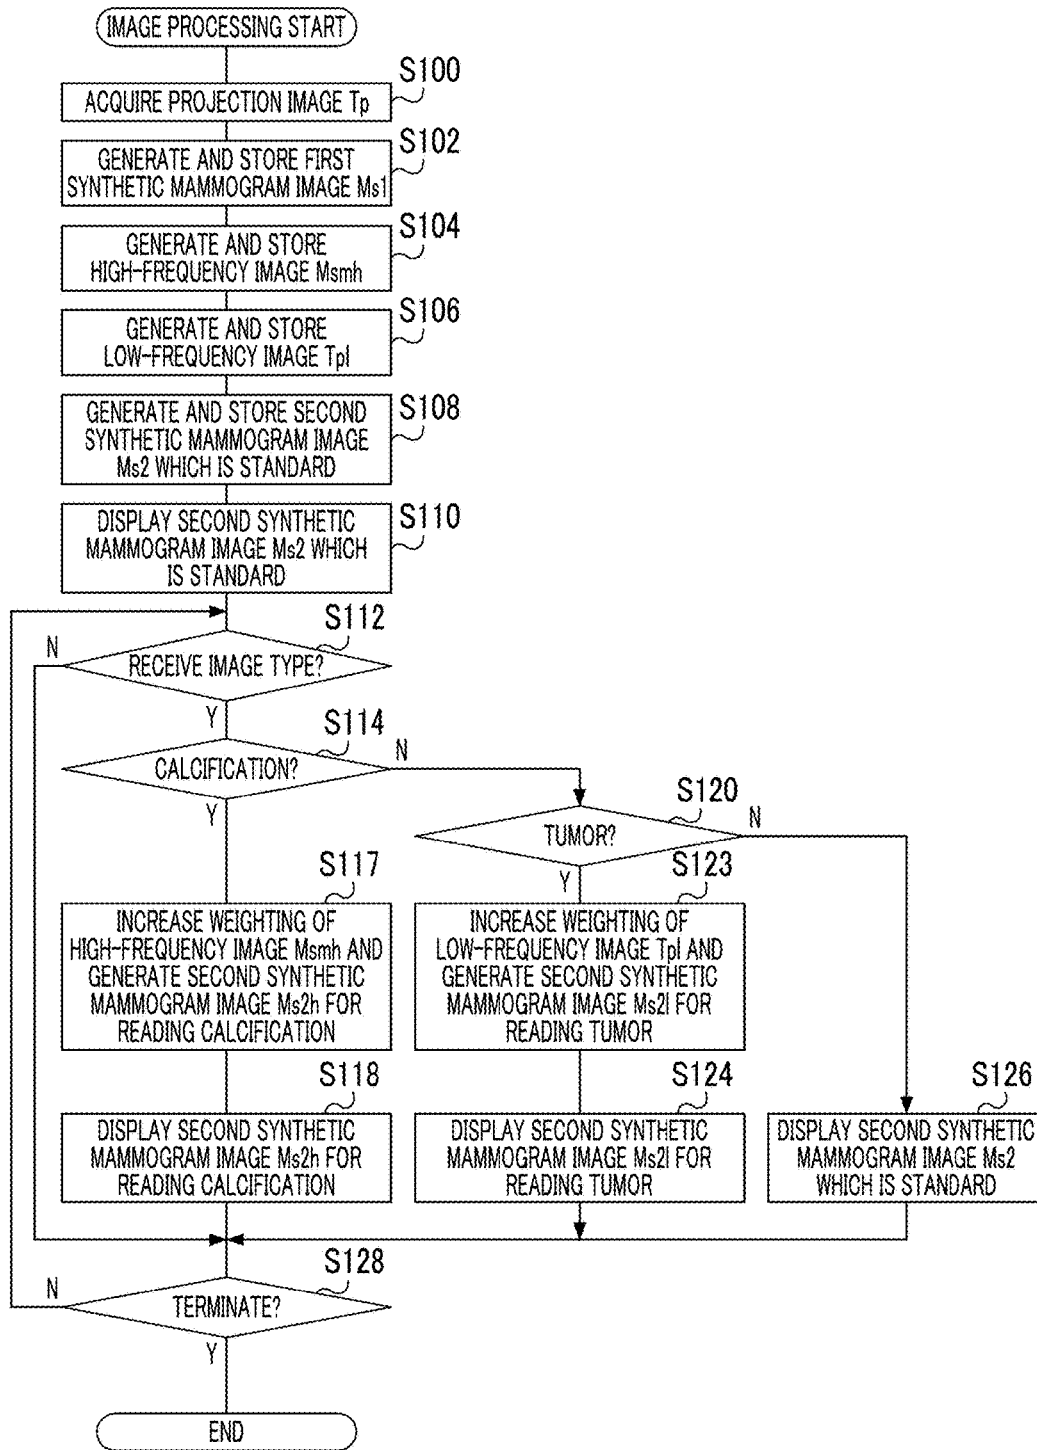 IMAGE PROCESSING START
S100
ACQUIRE PROJECTION IMAGE Tp
S102
GENERATE AND STORE FIRST
SYNTHETIC MAMMOGRAM IMAGE Ms1
S104
GENERATE AND STORE
HIGH-FREQUENCY IMAGE Msmh
S106
GENERATE AND STORE
LOW-FREQUENCY IMAGE Tpl
S108
GENERATE AND STORE SECOND
SYNTHETIC MAMMOGRAM IMAGE
Ms2 WHICH IS STANDARD
S110
DISPLAY SECOND SYNTHETIC
MAMMOGRAM IMAGE Ms2 WHICH
IS STANDARD
S112
N
RECEIVE IMAGE TYPE?
Y
S114
N
CALCIFICATION?
Y
S120
N
TUMOR?
Y
S117
INCREASE WEIGHTING OF
HIGH-FREQUENCY IMAGE Msmh AND
GENERATE SECOND SYNTHETIC
MAMMOGRAM IMAGE Ms2h FOR
READING CALCIFICATION
S123
INCREASE WEIGHTING OF
LOW-FREQUENCY IMAGE Tpl AND
GENERATE SECOND SYNTHETIC
MAMMOGRAM IMAGE Ms2l FOR
READING TUMOR
S118
DISPLAY SECOND SYNTHETIC
MAMMOGRAM IMAGE Ms2h FOR
READING CALCIFICATION
S124
DISPLAY SECOND SYNTHETIC
MAMMOGRAM IMAGE Ms2l FOR
READING TUMOR
S126
DISPLAY SECOND SYNTHETIC
MAMMOGRAM IMAGE Ms2
WHICH IS STANDARD
S128
N
TERMINATE?
Y
END